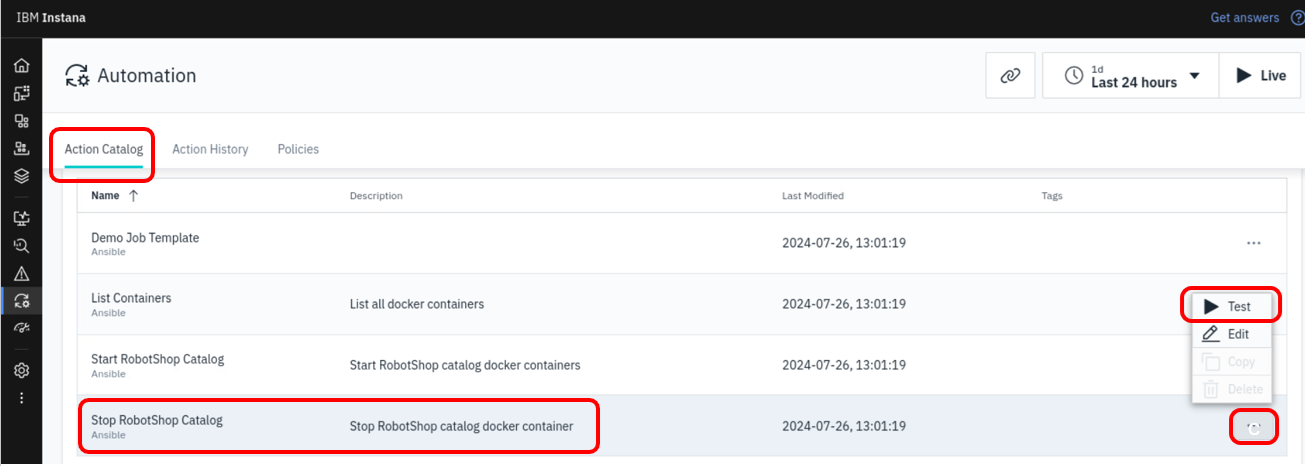 IBM Instana
Get answers
Automation
1d
Last 24 hours
Live
Action Catalog
Action History
Policies
Name
Description
Last Modified
Tags
Demo Job Template
Ansible
2024-07-26, 13:01:19
List Containers
Ansible
List all docker containers
2024-07-26, 13:01:19
Test
Edit
Copy
Delete
Start RobotShop Catalog
Ansible
Start RobotShop catalog docker containers
2024-07-26, 13:01:19
Stop RobotShop Catalog
Ansible
Stop RobotShop catalog docker container
2024-07-26, 13:01:19